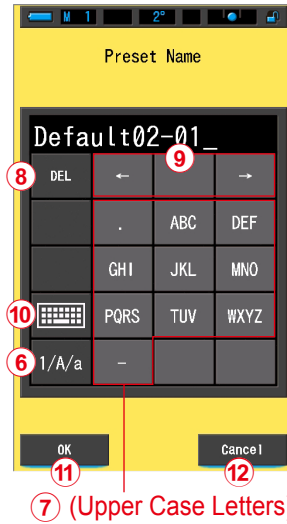 M 1 2°
Preset Name
Default02-01_
⑨
⑧ DEL ← →
. ABC DEF
GHI JKL MNO
⑩ PQRS TUV WXYZ
⑥ 1/A/a –
OK Cancel
⑪ ⑫
⑦ (Upper Case Letters